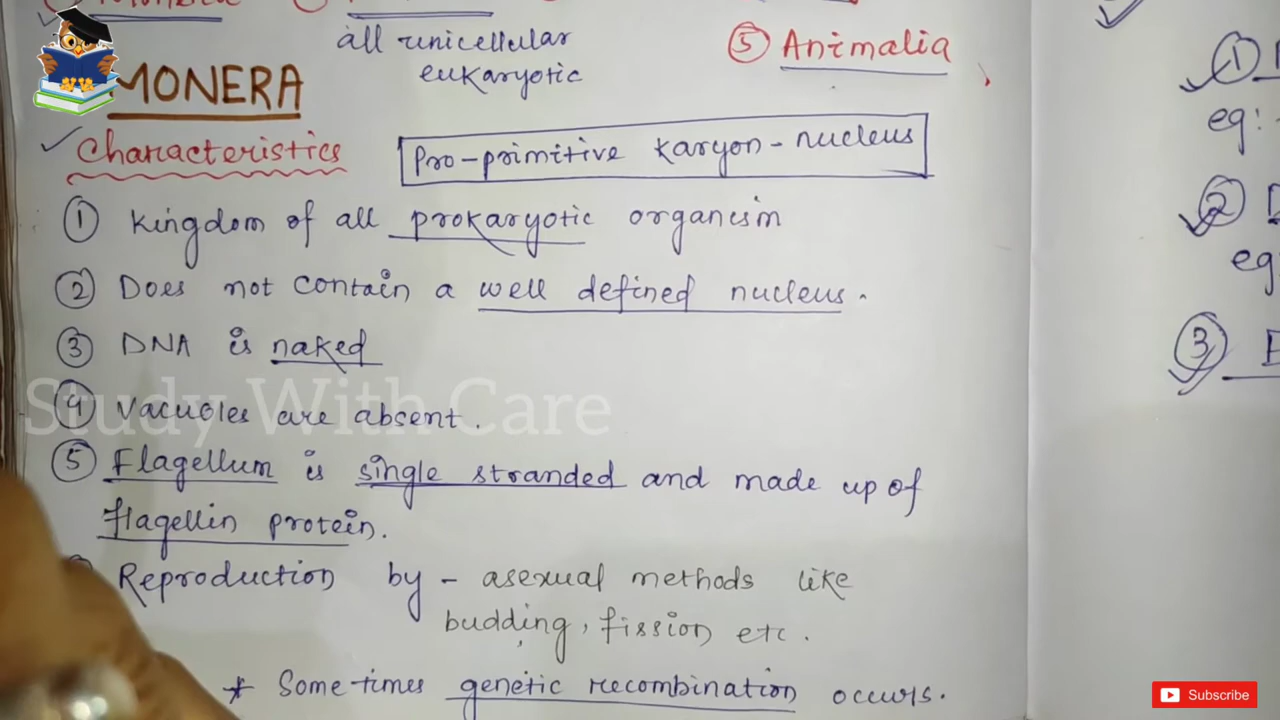 all unicellular
eukaryotic
⑤ Animalia
MONERA
Characteristics
Pro-primitive karyon-nucleus
① Kingdom of all prokaryotic organism
② Does not contain a well defined nucleus.
③ DNA is naked
④ Vacuoles are absent.
⑤ Flagellum is single stranded and made up of
flagellin protein.
Reproduction by - asexual methods like
budding, fission etc.
* Sometimes genetic recombination occurs.
①
eg:
②
eg:
③
Study With Care
Subscribe